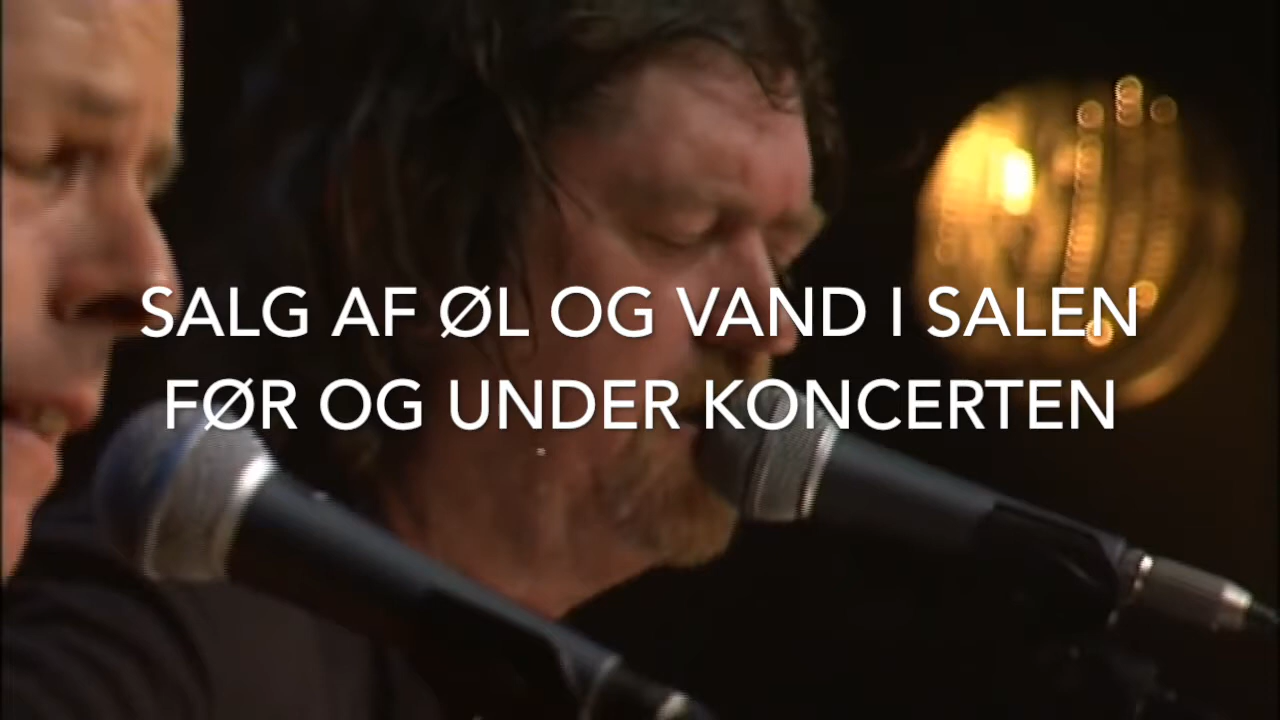 SALG AF ØL OG VAND I SALEN
FØR OG UNDER KONCERTEN